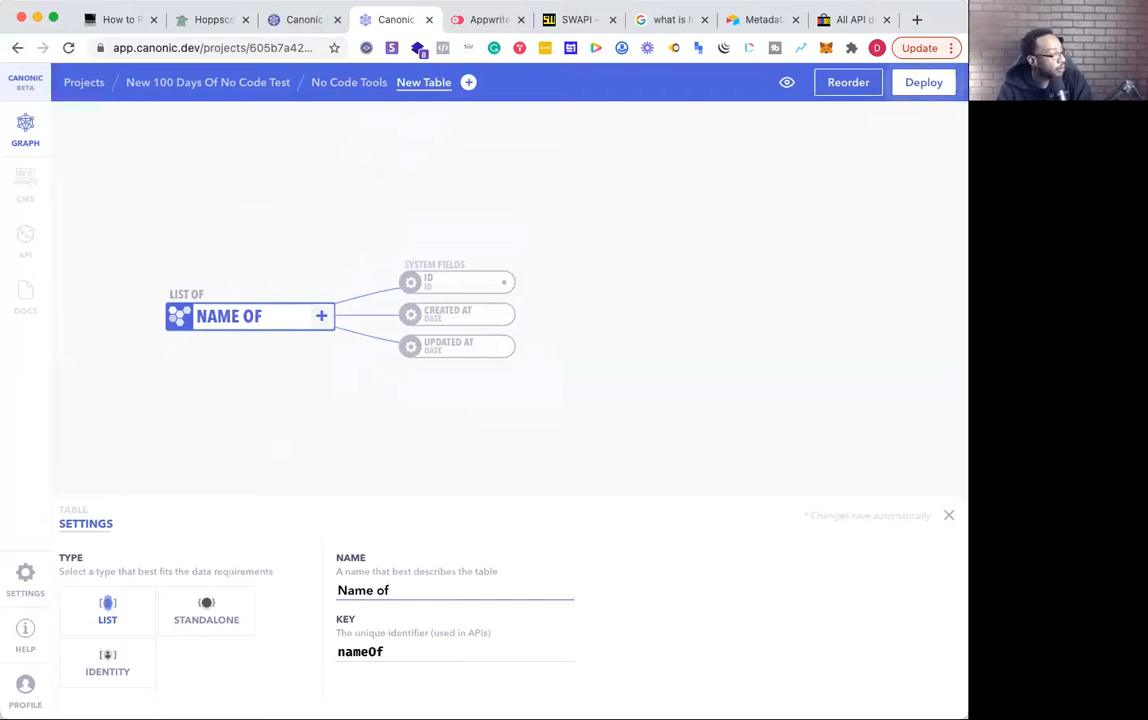 How to P
Hoppsc
Canonic
Canonic
Appwrite
SWAPI -
what is h
Metadat
All API d
app.canonic.dev/projects/605b7a42...
8
D
Update
CANONIC
BETA
Projects / New 100 Days Of No Code Test / No Code Tools New Table
Reorder
Deploy
GRAPH
CMS
API
DOCS
SETTINGS
HELP
PROFILE
LIST OF
NAME OF
SYSTEM FIELDS
ID
ID
CREATED AT
DATE
UPDATED AT
DATE
TABLE
SETTINGS
* Changes save automatically
TYPE
Select a type that best fits the data requirements
LIST
STANDALONE
IDENTITY
NAME
A name that best describes the table
Name of
KEY
The unique identifier (used in APIs)
nameOf